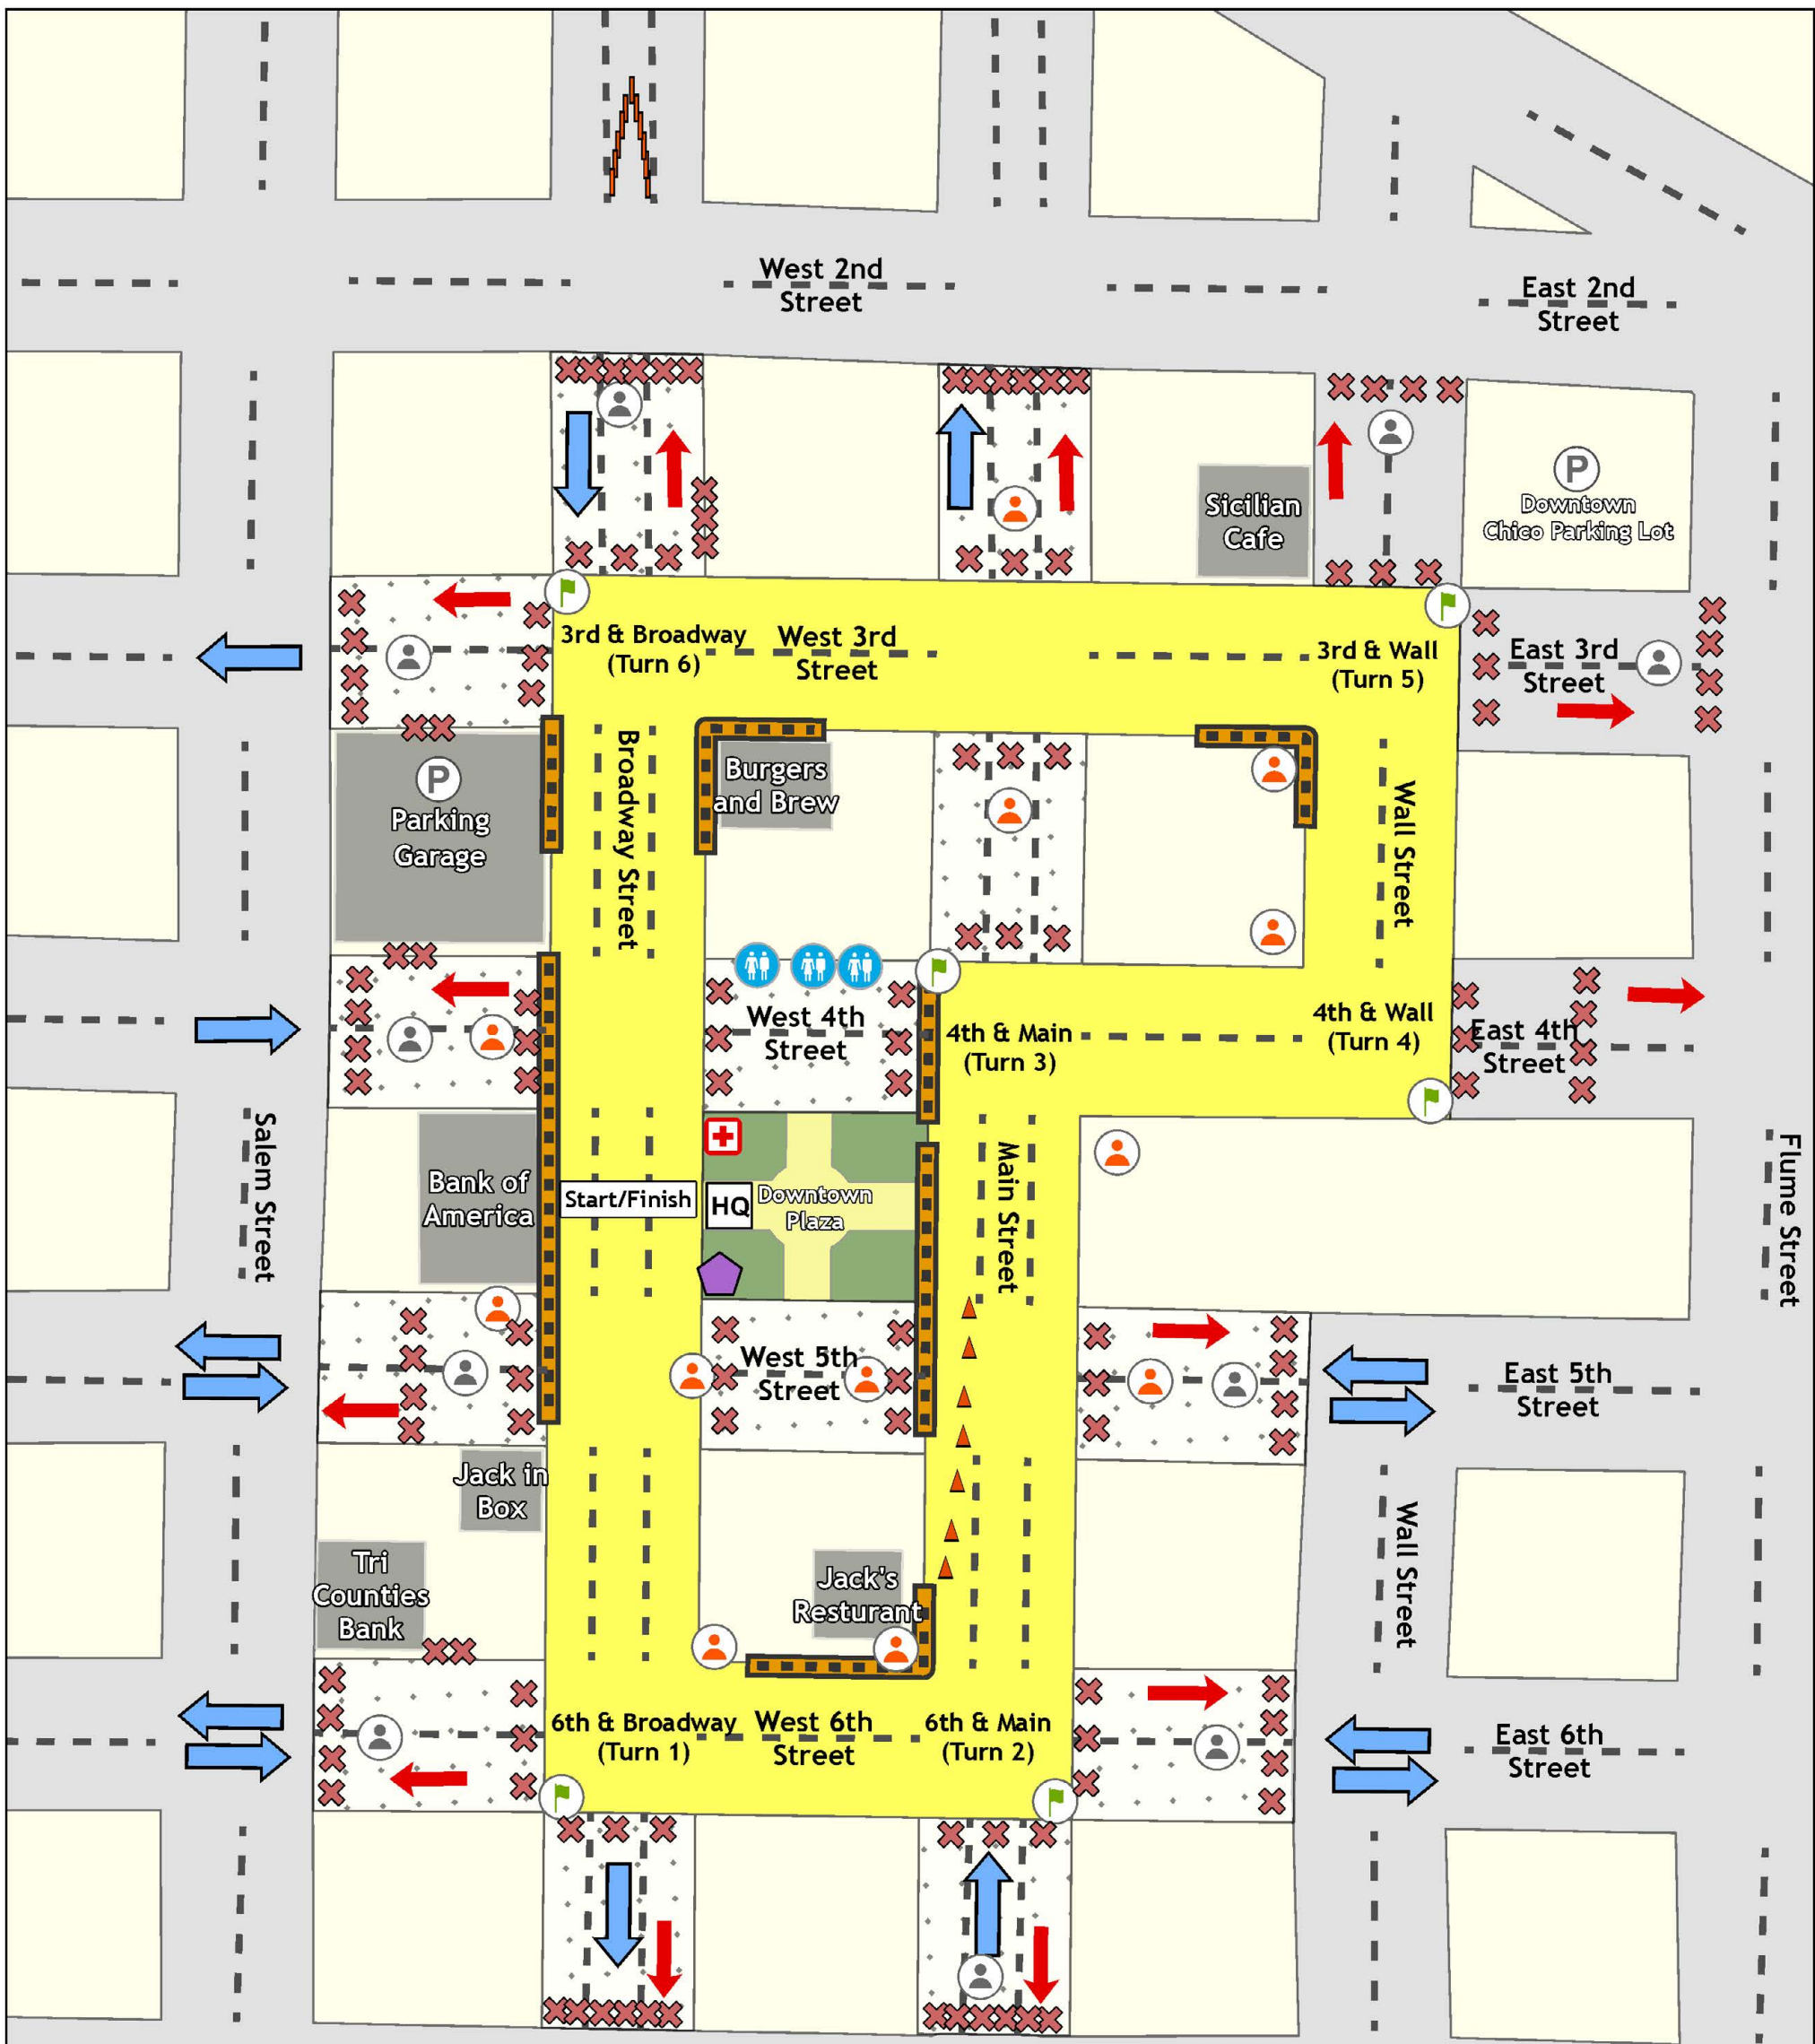 West 2nd
Street
East 2nd
Street
Sicilian
Cafe
P
Downtown
Chico Parking Lot
3rd & Broadway
(Turn 6)
West 3rd
Street
3rd & Wall
(Turn 5)
East 3rd
Street
P
Parking
Garage
Broadway Street
Burgers
and Brew
Wall Street
West 4th
Street
4th & Main
(Turn 3)
4th & Wall
(Turn 4)
East 4th
Street
Salem Street
Bank of
America
Start/Finish
HQ
Downtown
Plaza
Main Street
Flume Street
West 5th
Street
East 5th
Street
Jack in
Box
Tri
Counties
Bank
Jack's
Resturant
Wall Street
6th & Broadway
(Turn 1)
West 6th
Street
6th & Main
(Turn 2)
East 6th
Street